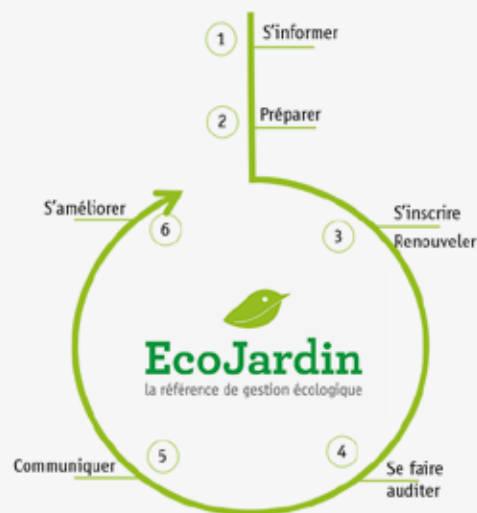 1 S'informer
2 Préparer
3 S'inscrire
Renouveler
4 Se faire
auditer
5 Communiquer
6 S'améliorer
EcoJardin
la référence de gestion écologique